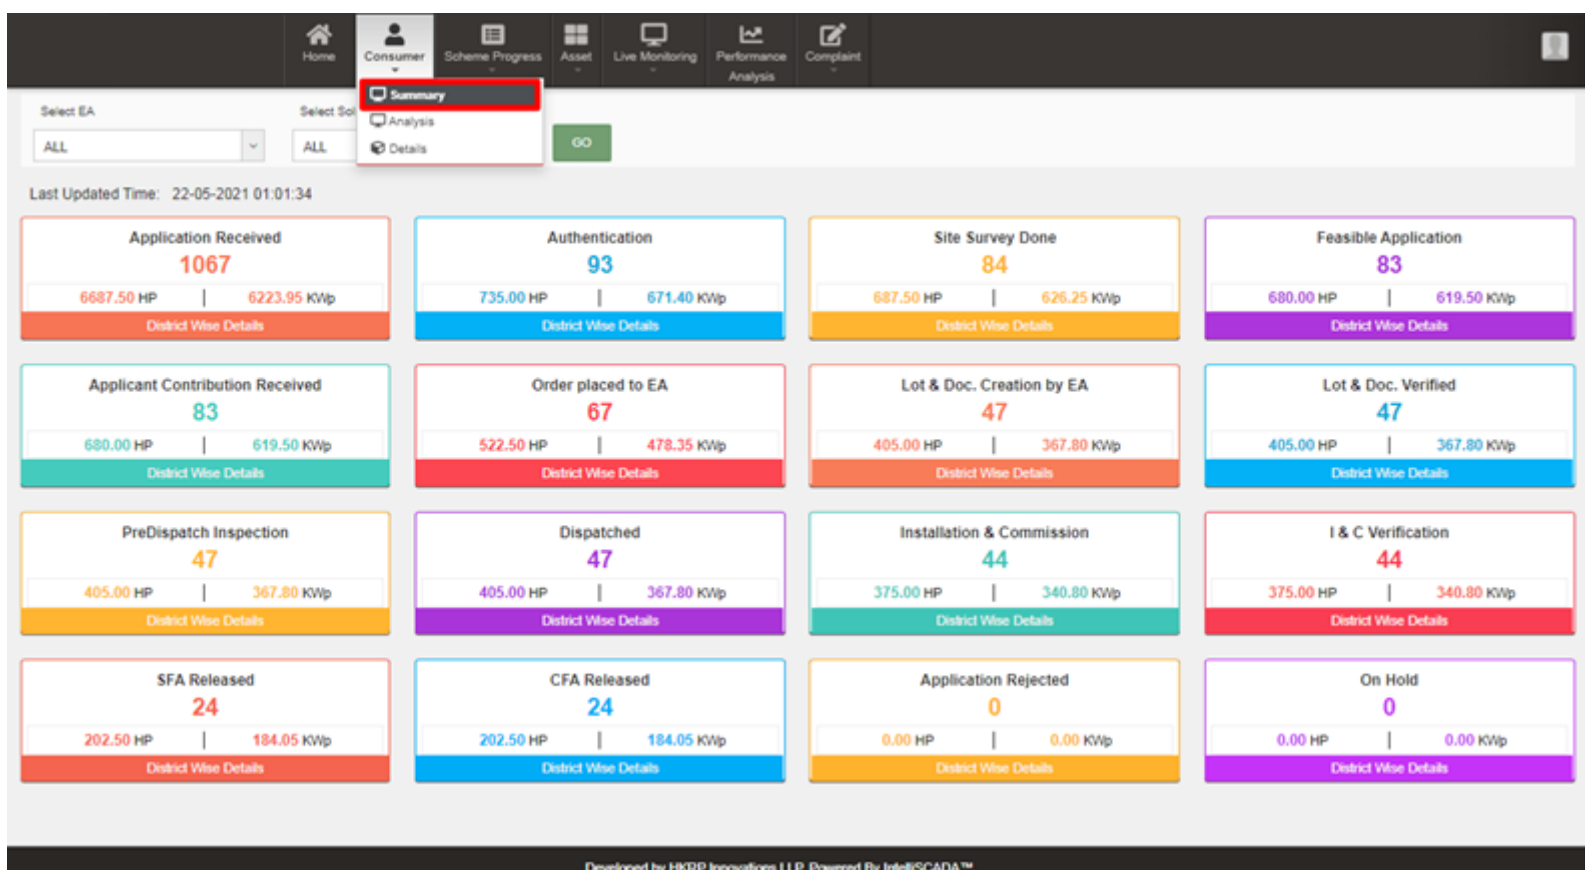 Home
Consumer
Scheme Progress
Asset
Live Monitoring
Performance
Analysis
Complaint
Summary
Analysis
Details
Select EA
Select Sol
ALL
ALL
GO
Last Updated Time: 22-05-2021 01:01:34
Application Received
1067
6687.50 HP | 6223.95 KWp
District Wise Details
Authentication
93
735.00 HP | 671.40 KWp
District Wise Details
Site Survey Done
84
687.50 HP | 626.25 KWp
District Wise Details
Feasible Application
83
680.00 HP | 619.50 KWp
District Wise Details
Applicant Contribution Received
83
680.00 HP | 619.50 KWp
District Wise Details
Order placed to EA
67
522.50 HP | 478.35 KWp
District Wise Details
Lot & Doc. Creation by EA
47
405.00 HP | 367.80 KWp
District Wise Details
Lot & Doc. Verified
47
405.00 HP | 367.80 KWp
District Wise Details
PreDispatch Inspection
47
405.00 HP | 367.80 KWp
District Wise Details
Dispatched
47
405.00 HP | 367.80 KWp
District Wise Details
Installation & Commission
44
375.00 HP | 340.80 KWp
District Wise Details
I & C Verification
44
375.00 HP | 340.80 KWp
District Wise Details
SFA Released
24
202.50 HP | 184.05 KWp
District Wise Details
CFA Released
24
202.50 HP | 184.05 KWp
District Wise Details
Application Rejected
0
0.00 HP | 0.00 KWp
District Wise Details
On Hold
0
0.00 HP | 0.00 KWp
District Wise Details
Developed by HKRP Innovations LLP, Powered By IntelliSCADA™